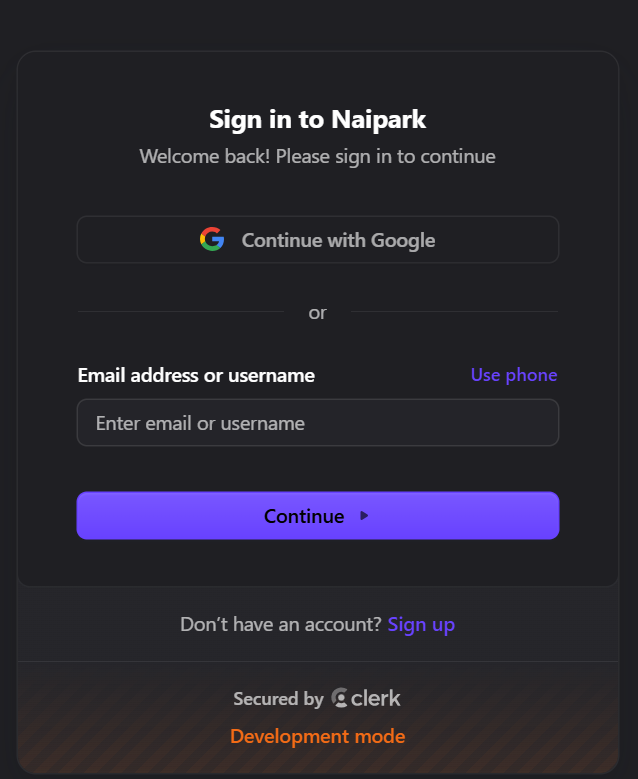 Sign in to Naipark
Welcome back! Please sign in to continue
Continue with Google
or
Email address or username
Use phone
Enter email or username
Continue
Don’t have an account? Sign up
Secured by clerk
Development mode